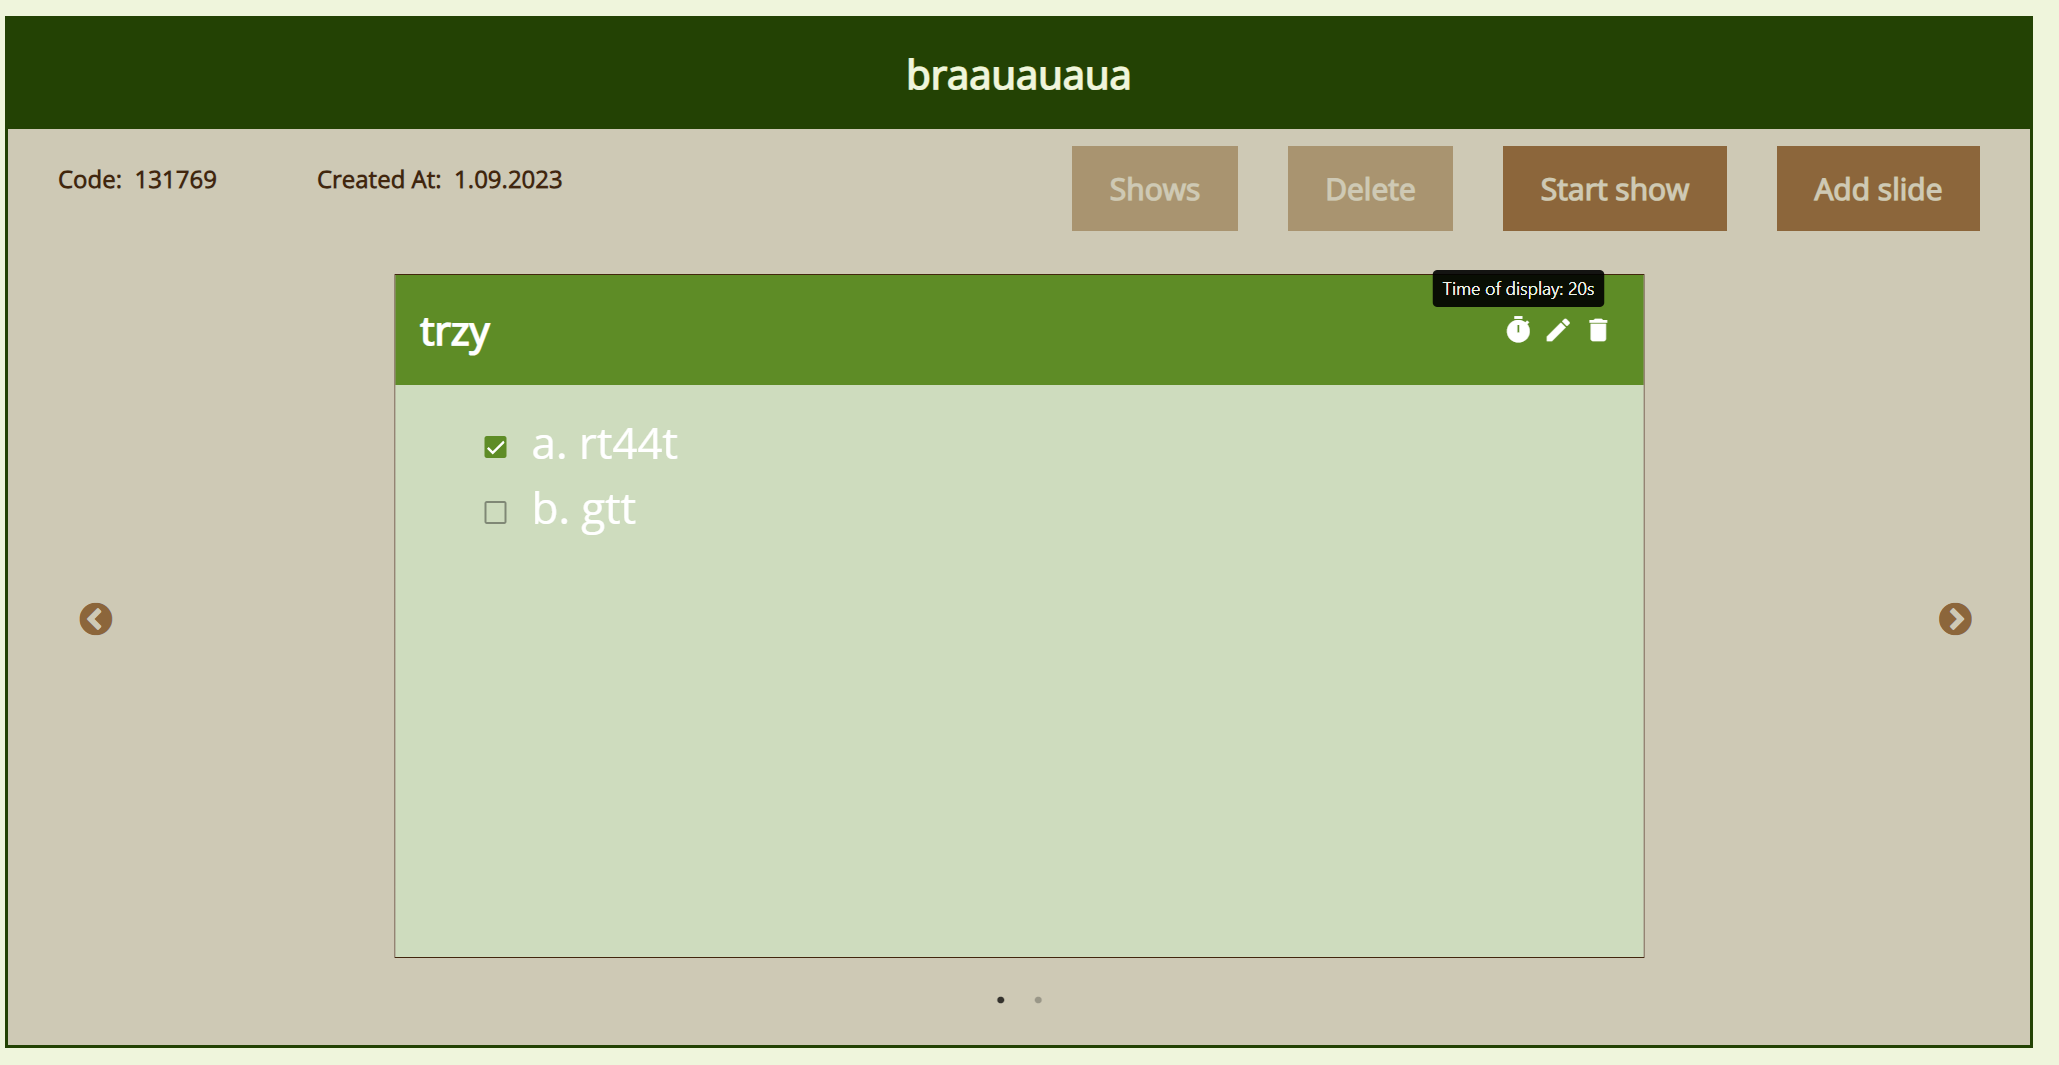 braauauaua
Code: 131769 Created At: 1.09.2023 Shows Delete Start show Add slide
Time of display: 20s
trzy
a. rt44t
b. gtt